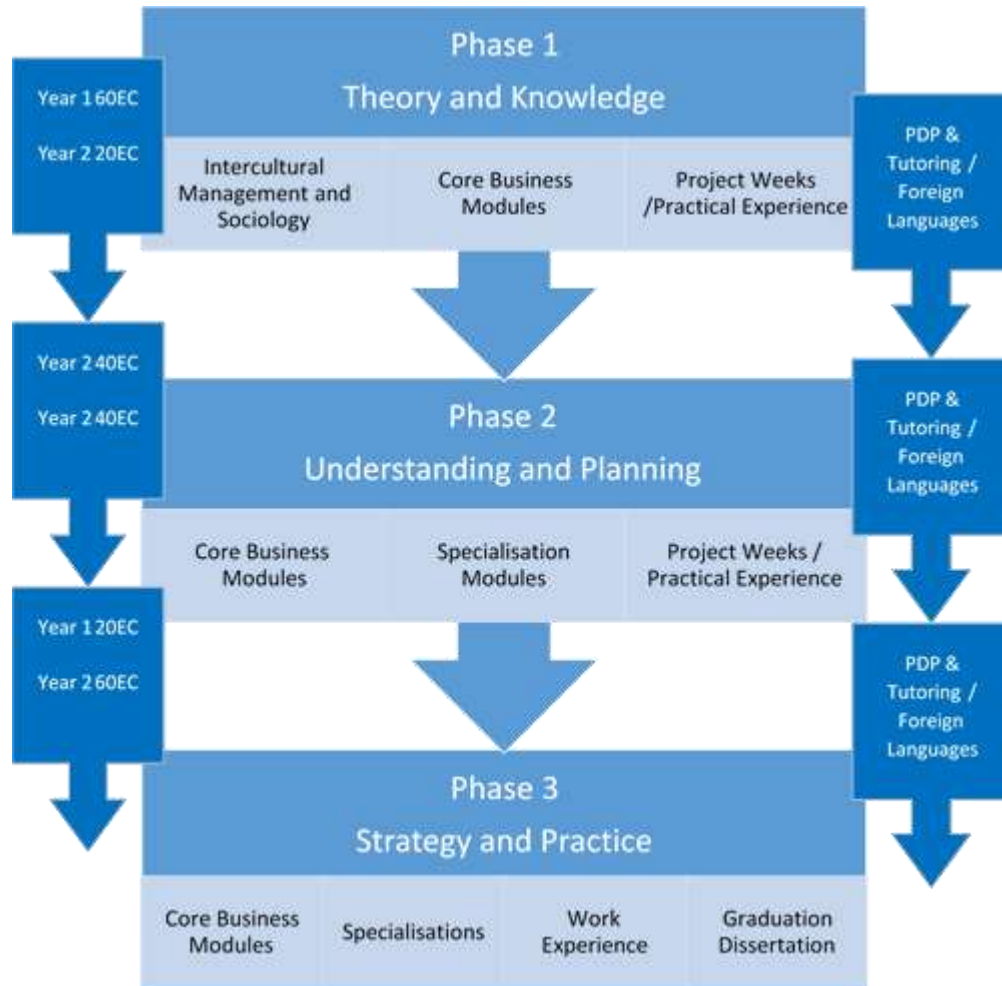 Phase 1
Theory and Knowledge
Year 1 60EC
Year 2 20EC
Intercultural
Management and
Sociology
Core Business
Modules
Project Weeks
/Practical Experience
PDP &
Tutoring /
Foreign
Languages
Year 2 40EC
Year 2 40EC
Phase 2
Understanding and Planning
Core Business
Modules
Specialisation
Modules
Project Weeks /
Practical Experience
PDP &
Tutoring /
Foreign
Languages
Year 1 20EC
Year 2 60EC
Phase 3
Strategy and Practice
Core Business
Modules
Specialisations
Work
Experience
Graduation
Dissertation
PDP &
Tutoring /
Foreign
Languages